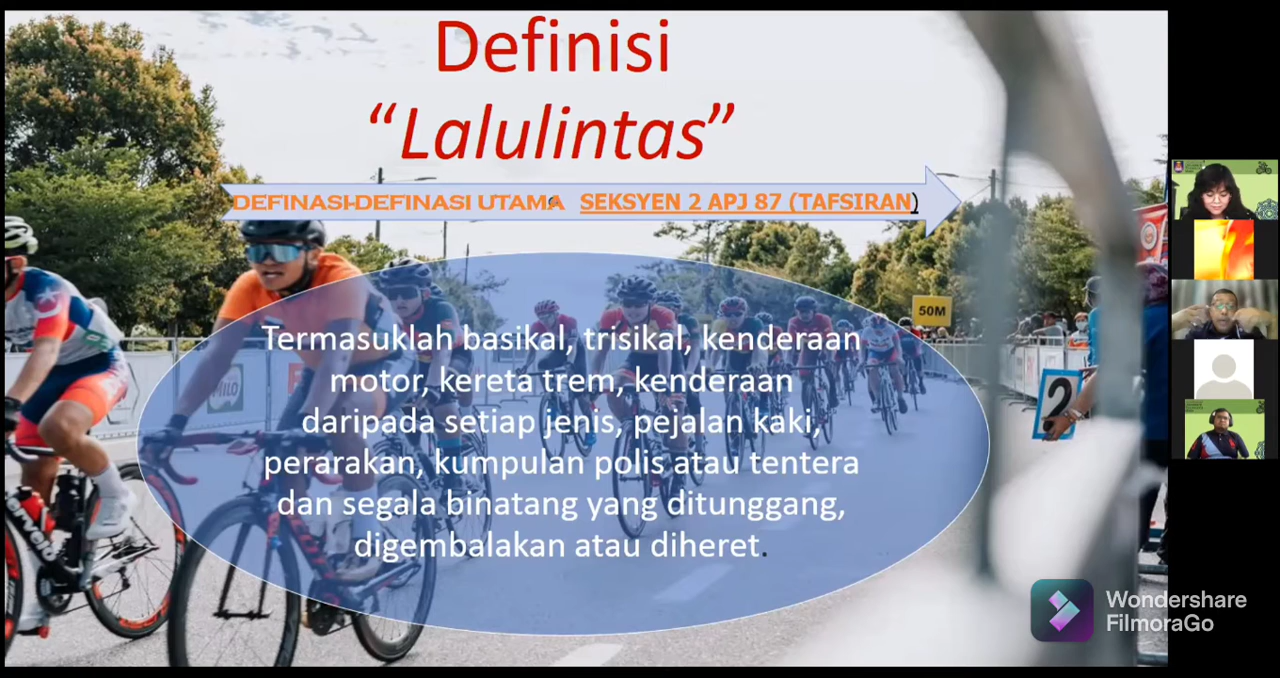 Definisi
“Lalulintas”
DEFINASI-DEFINASI UTAMA SEKSYEN 2 APJ 87 (TAFSIRAN)
Termasuklah basikal, trisikal, kenderaan
motor, kereta trem, kenderaan
daripada setiap jenis, pejalan kaki,
perarakan, kumpulan polis atau tentera
dan segala binatang yang ditunggang,
digembalakan atau diheret.
50M
2
MILO
Wondershare
FilmoraGo